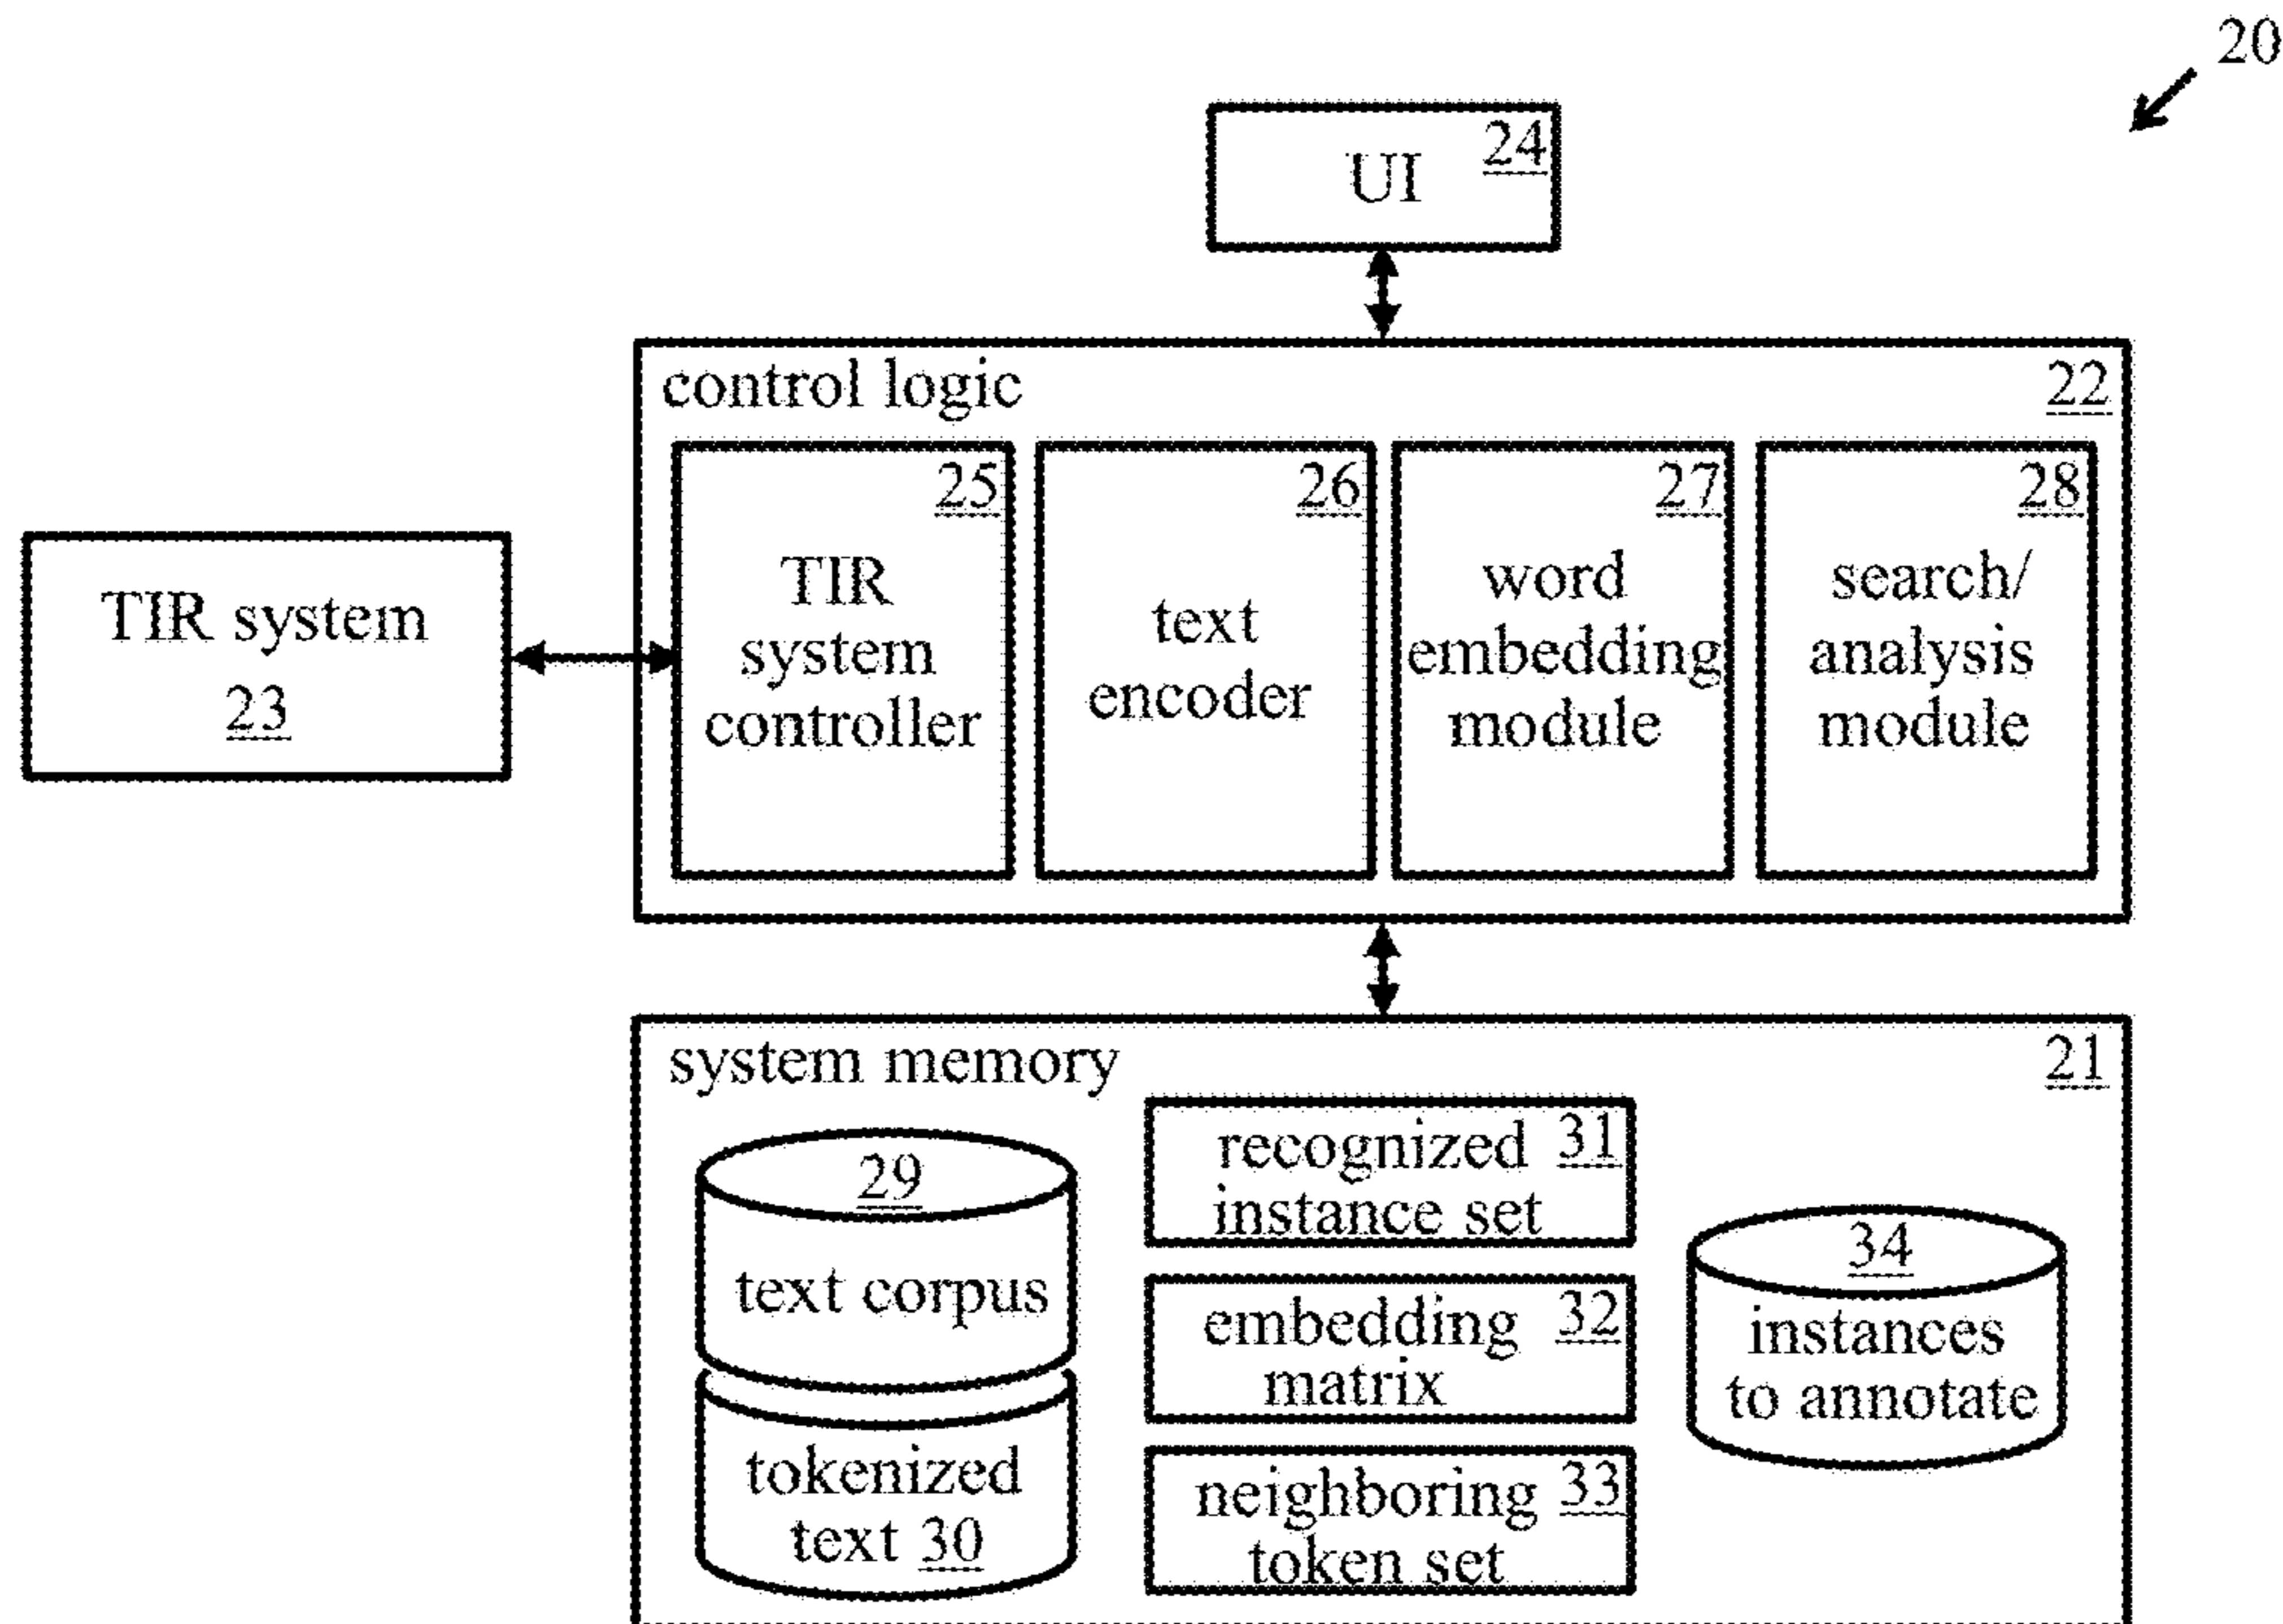 20
24
UI
control logic
22
25
TIR
system
controller
26
text
encoder
27
word
embedding
module
28
search/
analysis
module
TIR system
23
system memory
21
29
text corpus
tokenized
text 30
recognized 31
instance set
embedding 32
matrix
neighboring 33
token set
34
instances
to annotate